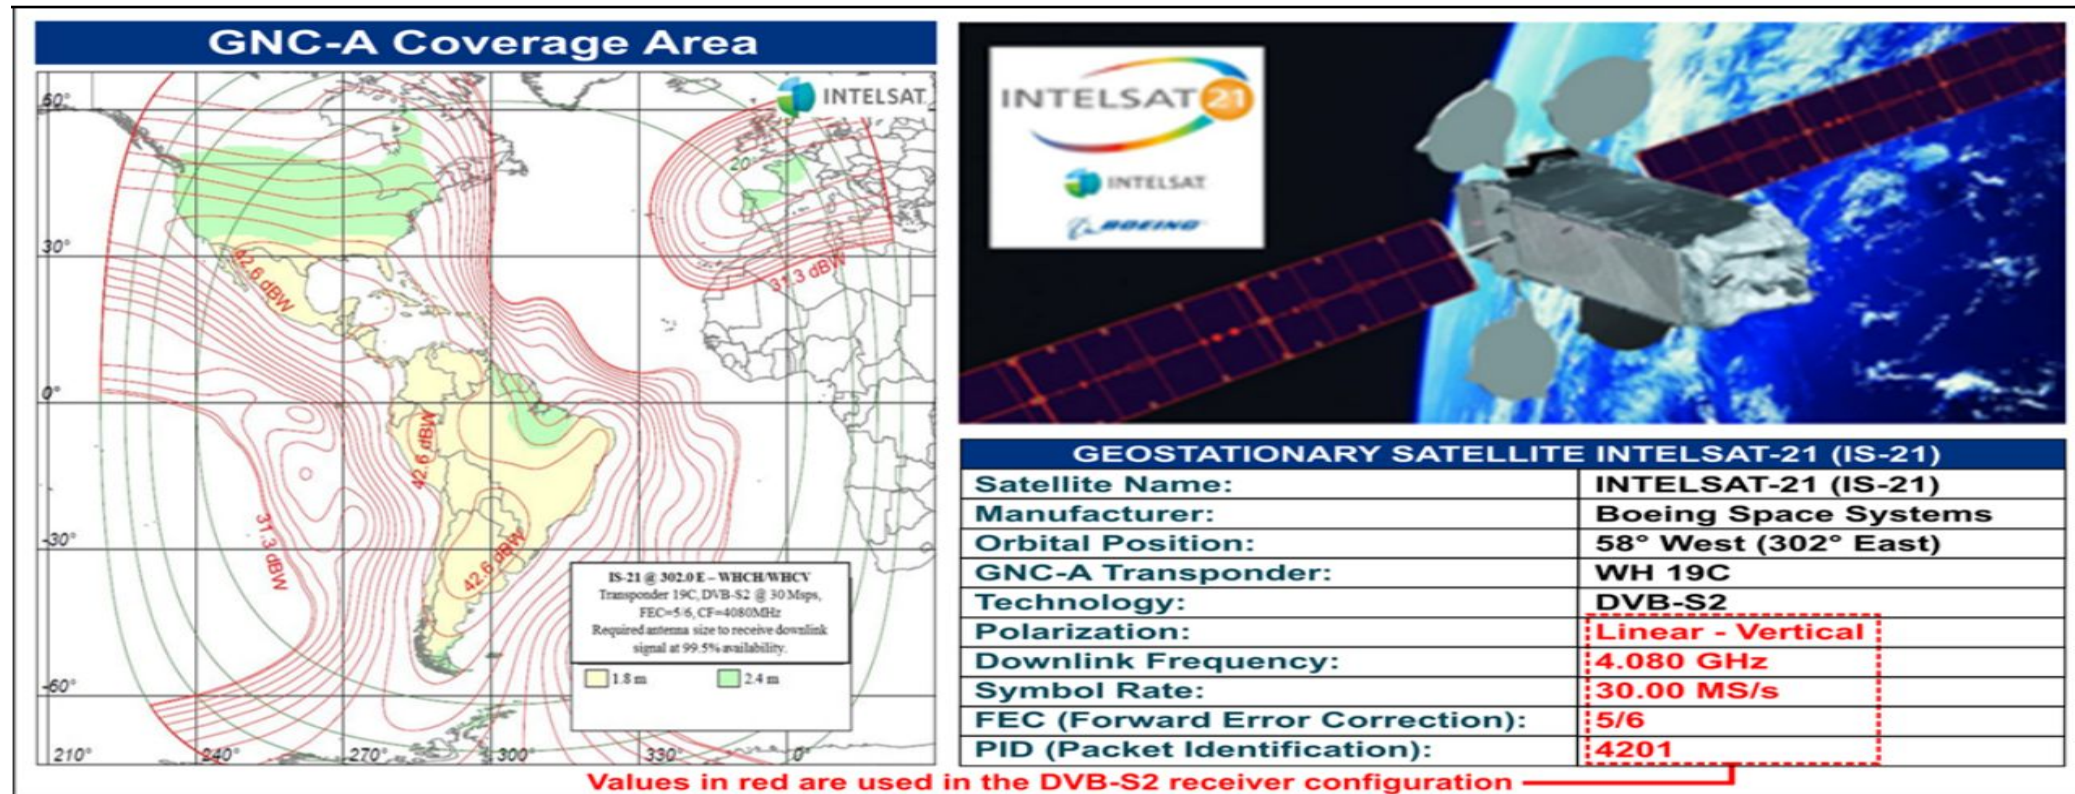 GNC-A Coverage Area
INTELSAT
60°
30°
0°
-30°
-60°
210°
240°
270°
300°
330°
0°
20°
42.6 dBW
42.6 dBW
42.6 dBW
31.3 dBW
31.3 dBW
IS-21 @ 302.0 E – WHCH/WHCV
Transponder 19C, DVB-S2 @ 30 Msps,
FEC=5/6, CF=4080MHz
Required antenna size to receive downlink
signal at 99.5% availability.
1.8 m 2.4 m
INTELSAT 21
INTELSAT
BOEING
GEOSTATIONARY SATELLITE INTELSAT-21 (IS-21)
Satellite Name: INTELSAT-21 (IS-21)
Manufacturer: Boeing Space Systems
Orbital Position: 58° West (302° East)
GNC-A Transponder: WH 19C
Technology: DVB-S2
Polarization: Linear - Vertical
Downlink Frequency: 4.080 GHz
Symbol Rate: 30.00 MS/s
FEC (Forward Error Correction): 5/6
PID (Packet Identification): 4201
Values in red are used in the DVB-S2 receiver configuration